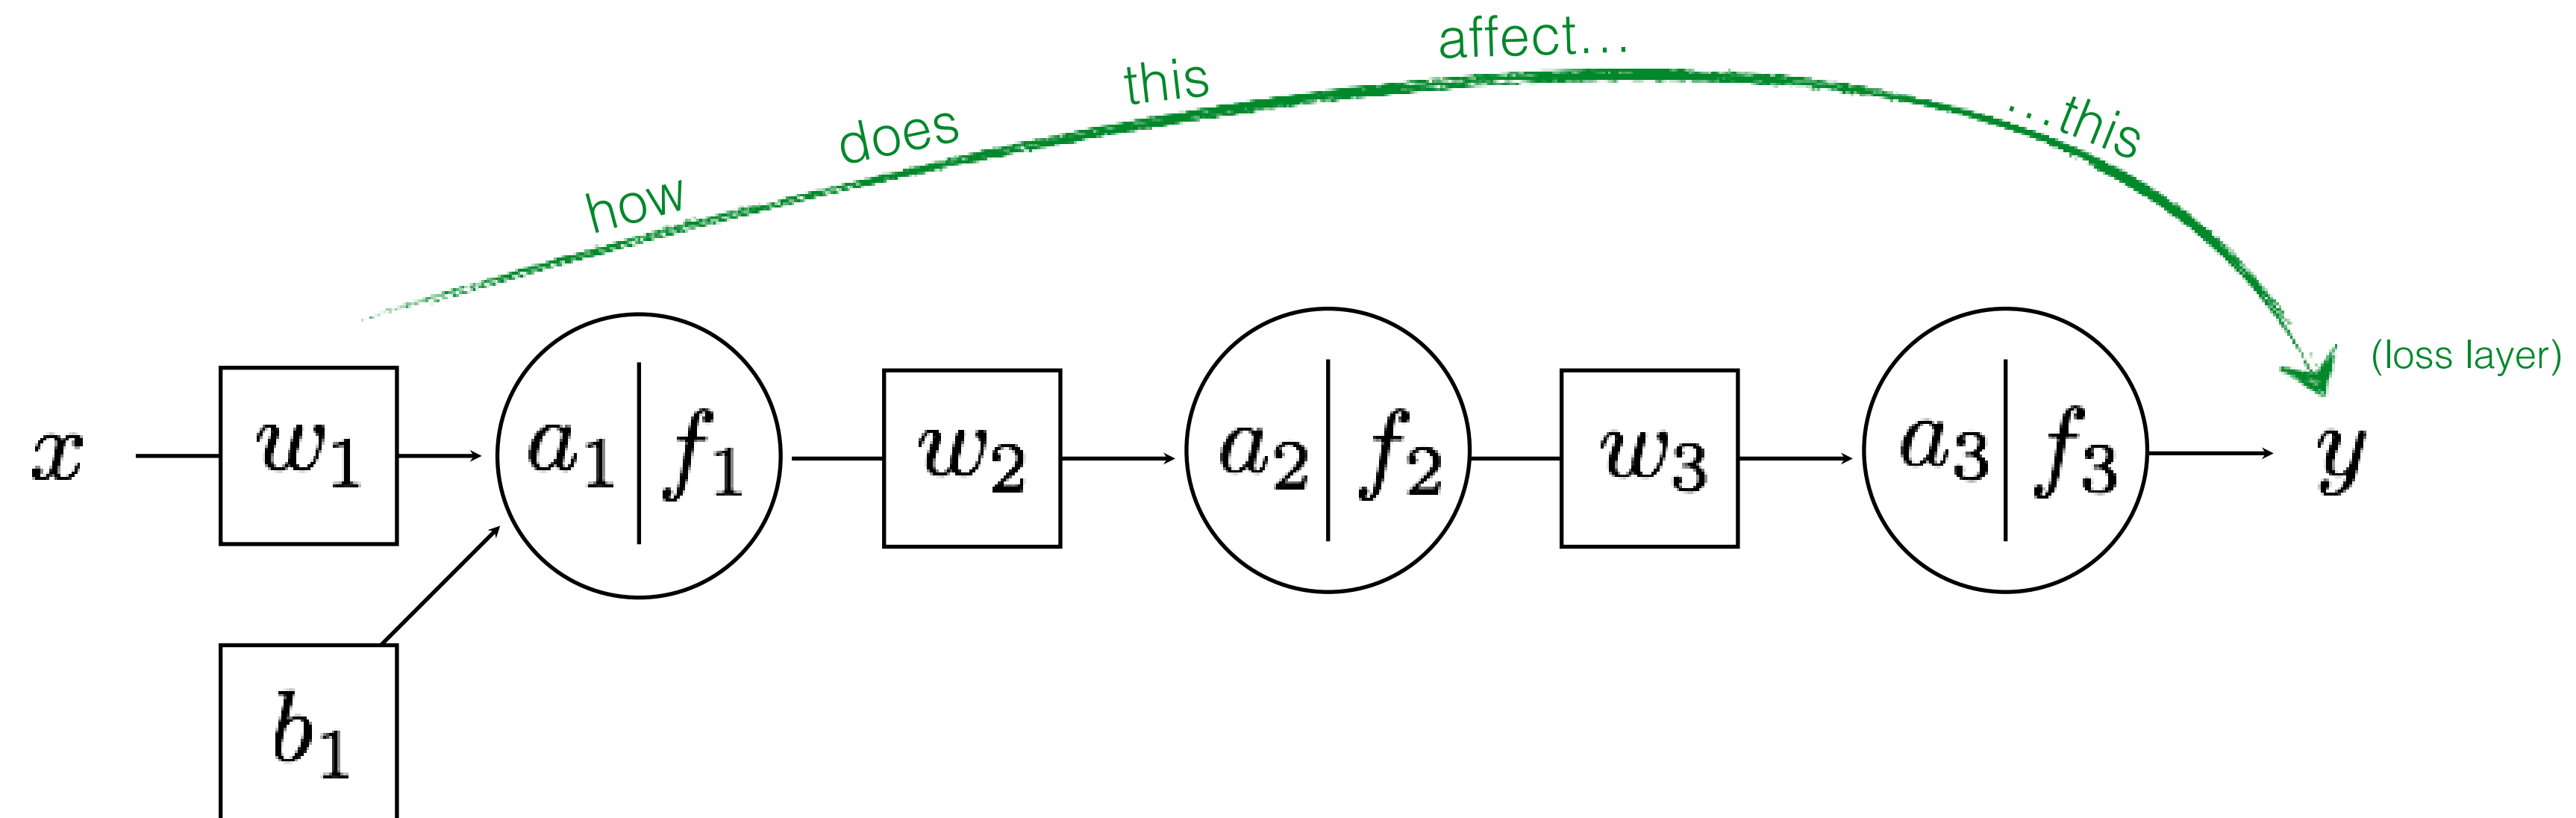 how does this affect... ...this
(loss layer)
x w₁ a₁ | f₁ w₂ a₂ | f₂ w₃ a₃ | f₃ y
b₁